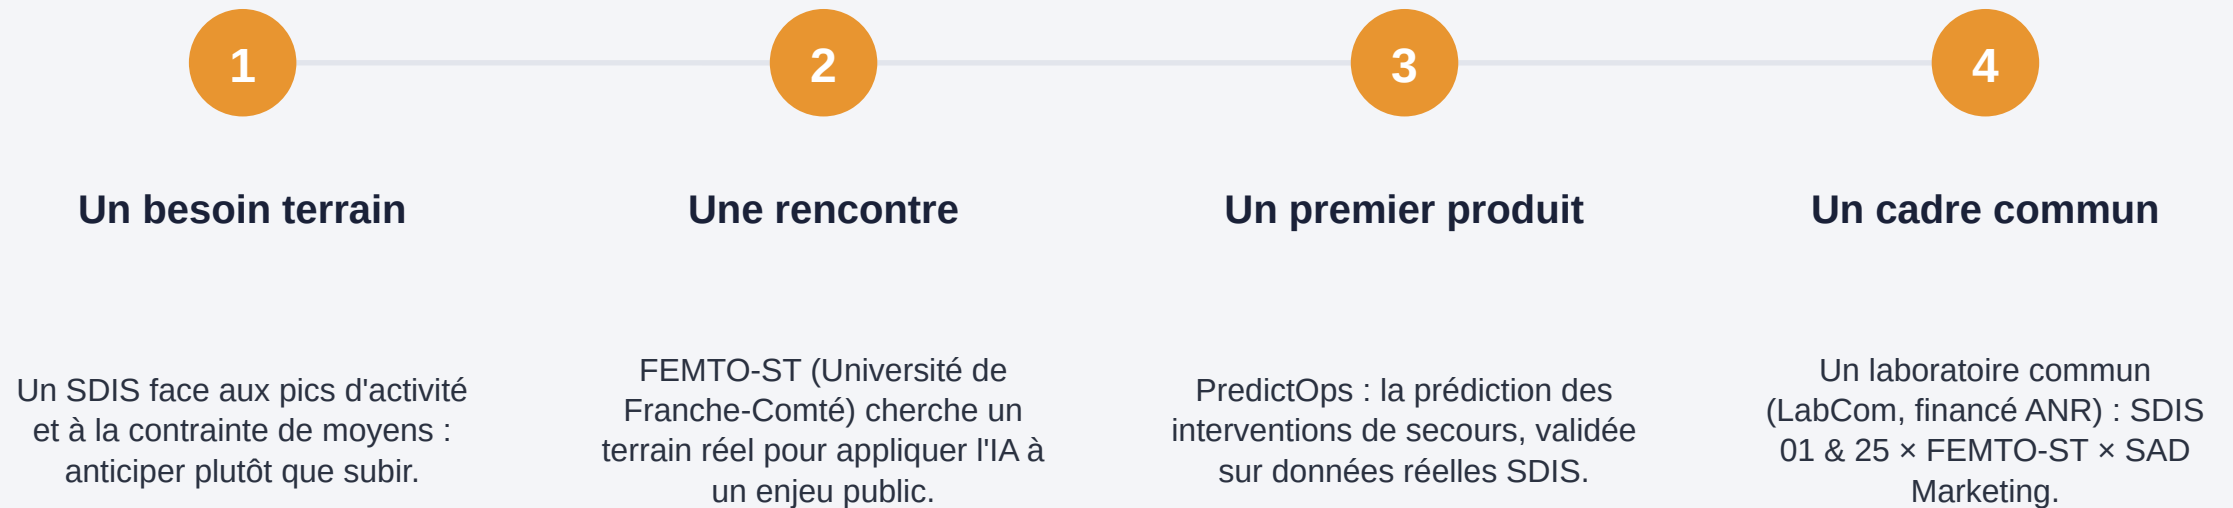 1
2
3
4
Un besoin terrain
Une rencontre
Un premier produit
Un cadre commun
Un SDIS face aux pics d'activité
et à la contrainte de moyens :
anticiper plutôt que subir.
FEMTO-ST (Université de
Franche-Comté) cherche un
terrain réel pour appliquer l'IA à
un enjeu public.
PredictOps : la prédiction des
interventions de secours, validée
sur données réelles SDIS.
Un laboratoire commun
(LabCom, financé ANR) : SDIS
01 & 25 × FEMTO-ST × SAD
Marketing.